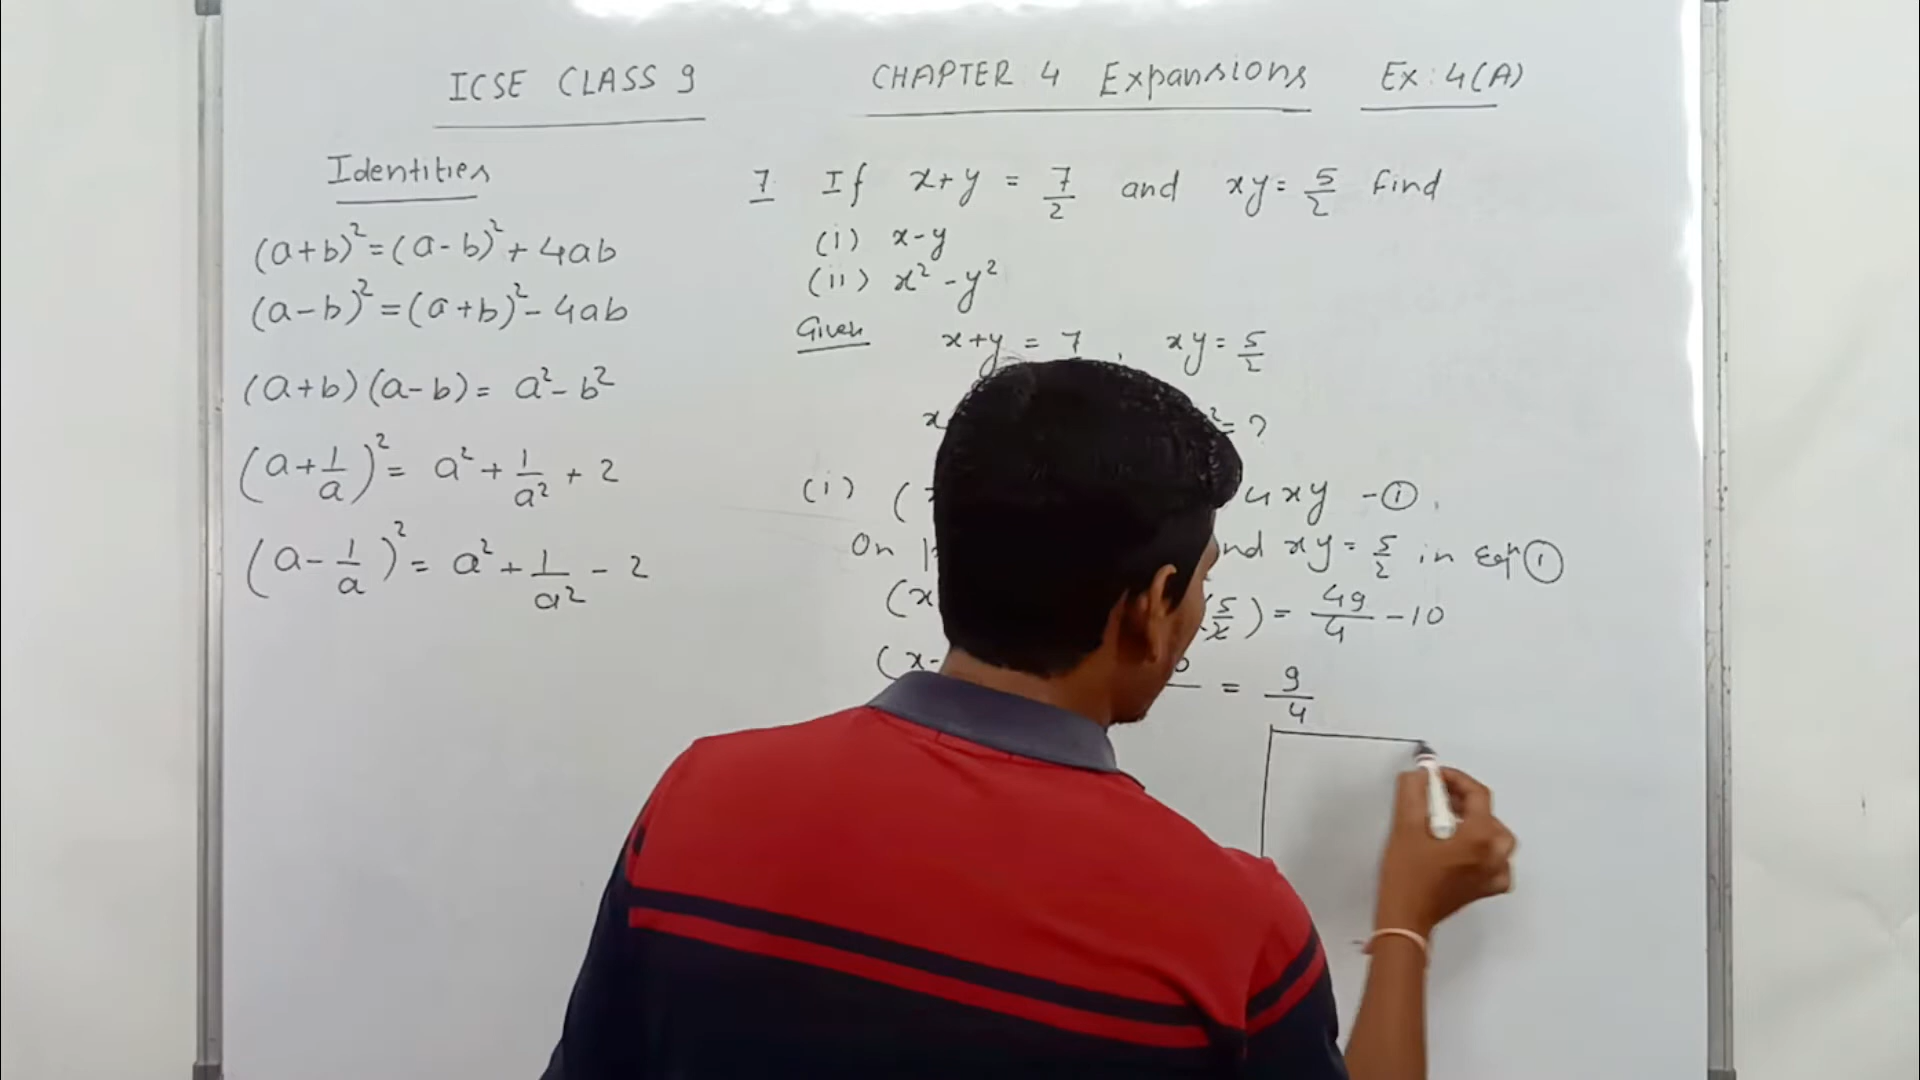 ICSE CLASS 9 CHAPTER 4 Expansions Ex: 4(A)
Identities
(a+b)² = (a-b)² + 4ab
(a-b)² = (a+b)² - 4ab
(a+b)(a-b) = a² - b²
(a + 1/a)² = a² + 1/a² + 2
(a - 1/a)² = a² + 1/a² - 2
7 If x+y = 7/2 and xy = 5/2 find
(i) x-y
(ii) x² - y²
Given x+y = 7 , xy = 5/2
x ² = ?
(i) ( 4xy - ①
On xy = 5/2 in Eqⁿ ①
(x 5/2) = 49/4 - 10
(x- = 9/4